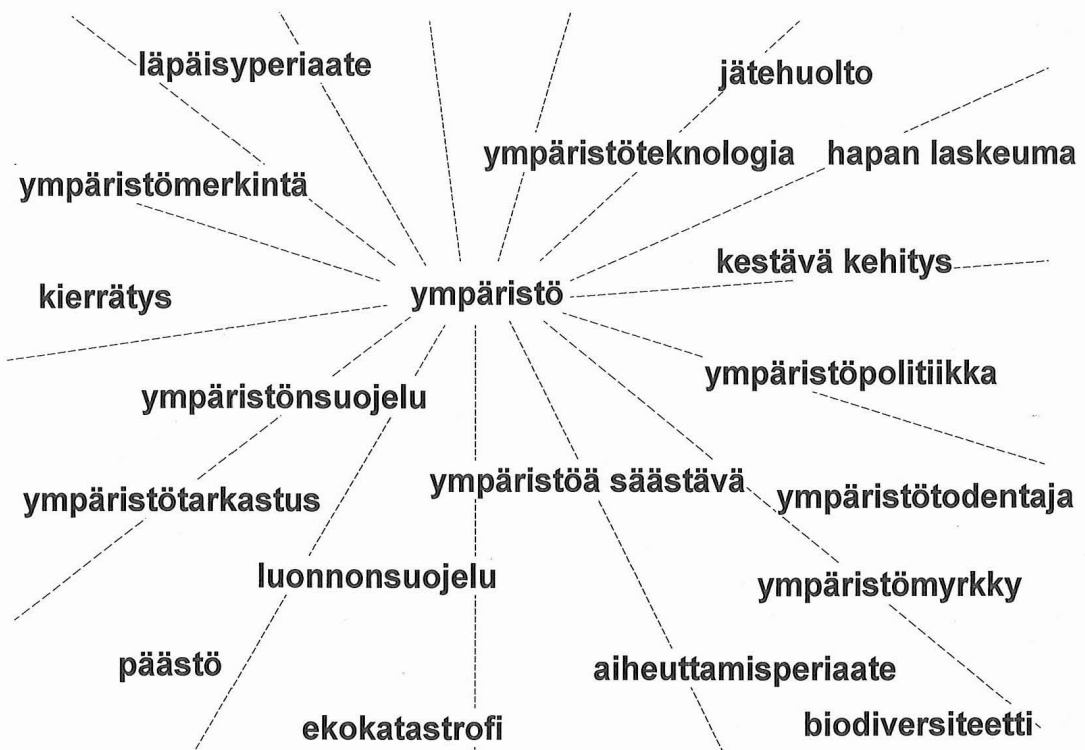 läpäisyperiaate
jätehuolto
ympäristöteknologia
hapan laskeuma
ympäristömerkintä
kestävä kehitys
kierrätys
ympäristö
ympäristöpolitiikka
ympäristönsuojelu
ympäristöä säästävä
ympäristötarkastus
ympäristötodentaja
luonnonsuojelu
ympäristömyrkky
päästö
aiheuttamisperiaate
ekokatastrofi
biodiversiteetti